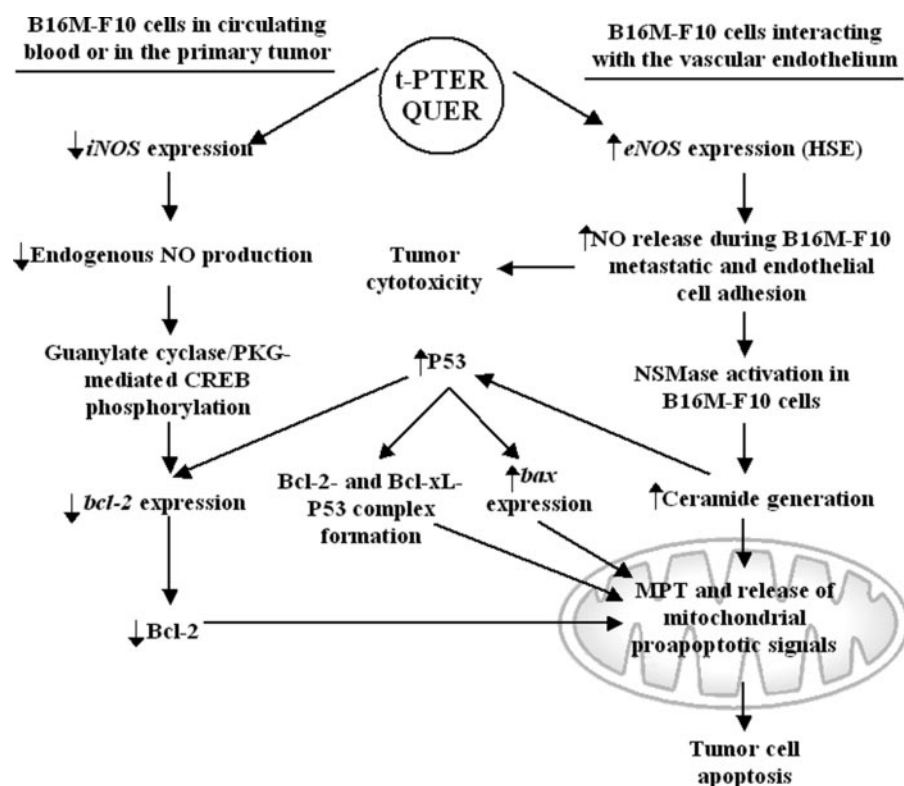 B16M-F10 cells in circulating
blood or in the primary tumor
t-PTER
QUER
B16M-F10 cells interacting
with the vascular endothelium
↓iNOS expression
↑eNOS expression (HSE)
↓Endogenous NO production
Tumor
cytotoxicity
↑NO release during B16M-F10
metastatic and endothelial
cell adhesion
Guanylate cyclase/PKG-
mediated CREB
phosphorylation
↑P53
NSMase activation in
B16M-F10 cells
↓bcl-2 expression
Bcl-2- and Bcl-xL-
P53 complex
formation
↑bax
expression
↑Ceramide generation
↓Bcl-2
MPT and release of
mitochondrial
proapoptotic signals
Tumor cell
apoptosis